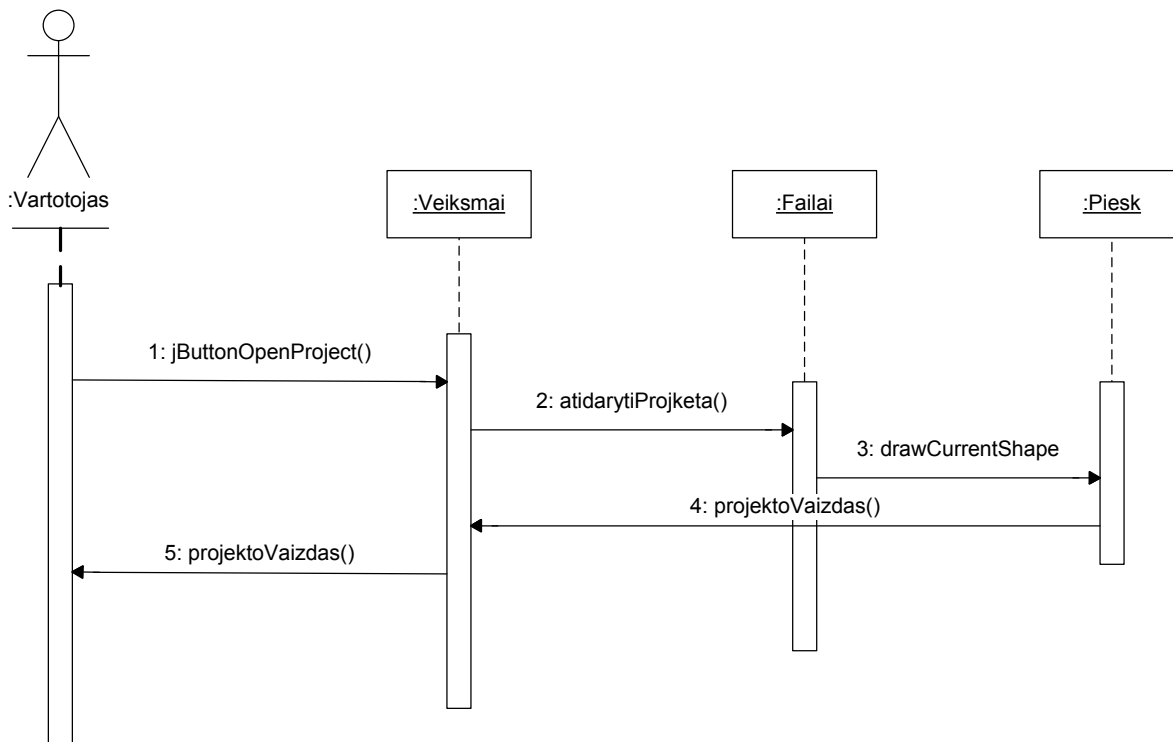 :Vartotojas
:Veiksmai
:Failai
:Piesk
1: jButtonOpenProject()
2: atidarytiProjketa()
3: drawCurrentShape
4: projektoVaizdas()
5: projektoVaizdas()